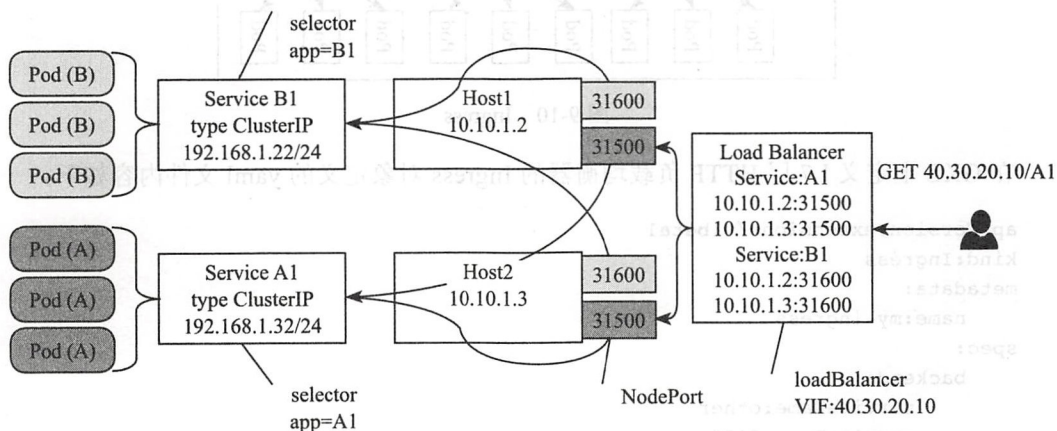 selector
app=B1
Pod (B)
Pod (B)
Pod (B)
Service B1
type ClusterIP
192.168.1.22/24
Host1
10.10.1.2
31600
31500
Load Balancer
Service:A1
10.10.1.2:31500
10.10.1.3:31500
Service:B1
10.10.1.2:31600
10.10.1.3:31600
GET 40.30.20.10/A1
Pod (A)
Pod (A)
Pod (A)
Service A1
type ClusterIP
192.168.1.32/24
Host2
10.10.1.3
31600
31500
selector
app=A1
NodePort
loadBalancer
VIF:40.30.20.10